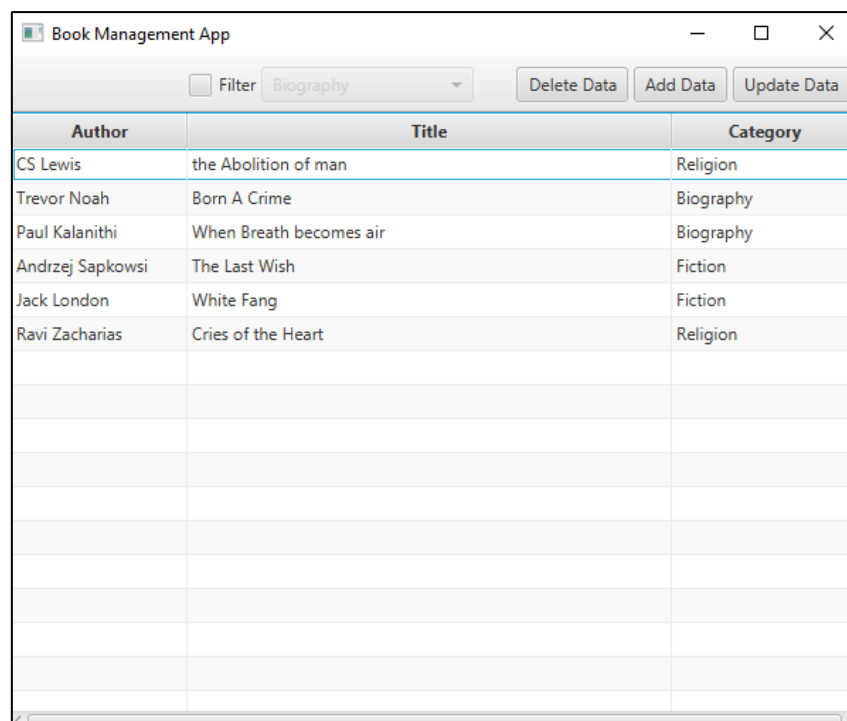 Book Management App
Filter Biography Delete Data Add Data Update Data
Author Title Category
CS Lewis the Abolition of man Religion
Trevor Noah Born A Crime Biography
Paul Kalanithi When Breath becomes air Biography
Andrzej Sapkowsi The Last Wish Fiction
Jack London White Fang Fiction
Ravi Zacharias Cries of the Heart Religion